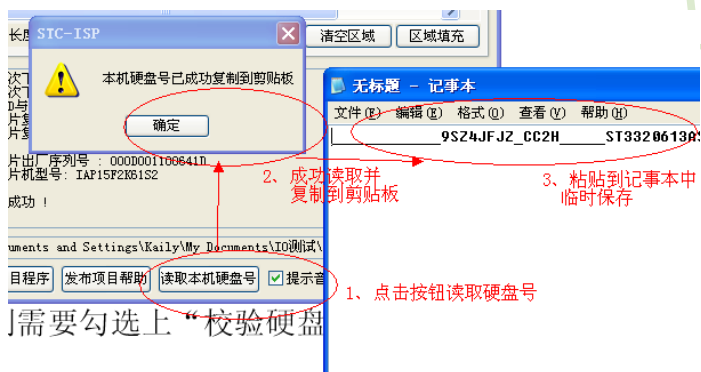 STC-ISP
清空区域
区域填充
本机硬盘号已成功复制到剪贴板
确定
无标题 - 记事本
文件(F) 编辑(E) 格式(O) 查看(V) 帮助(H)
9SZ4JFJZ_CC2H_____ST3320613AS
片出厂序列号 : 000D001100641D
片机型号: IAP15F2K61S2
成功 !
2、成功读取并
复制到剪贴板
3、粘贴到记事本中
临时保存
uments and Settings\Kaily\My Documents\IO测试\
目程序
发布项目帮助
读取本机硬盘号
提示音
1、点击按钮读取硬盘号
需要勾选上“校验硬盘